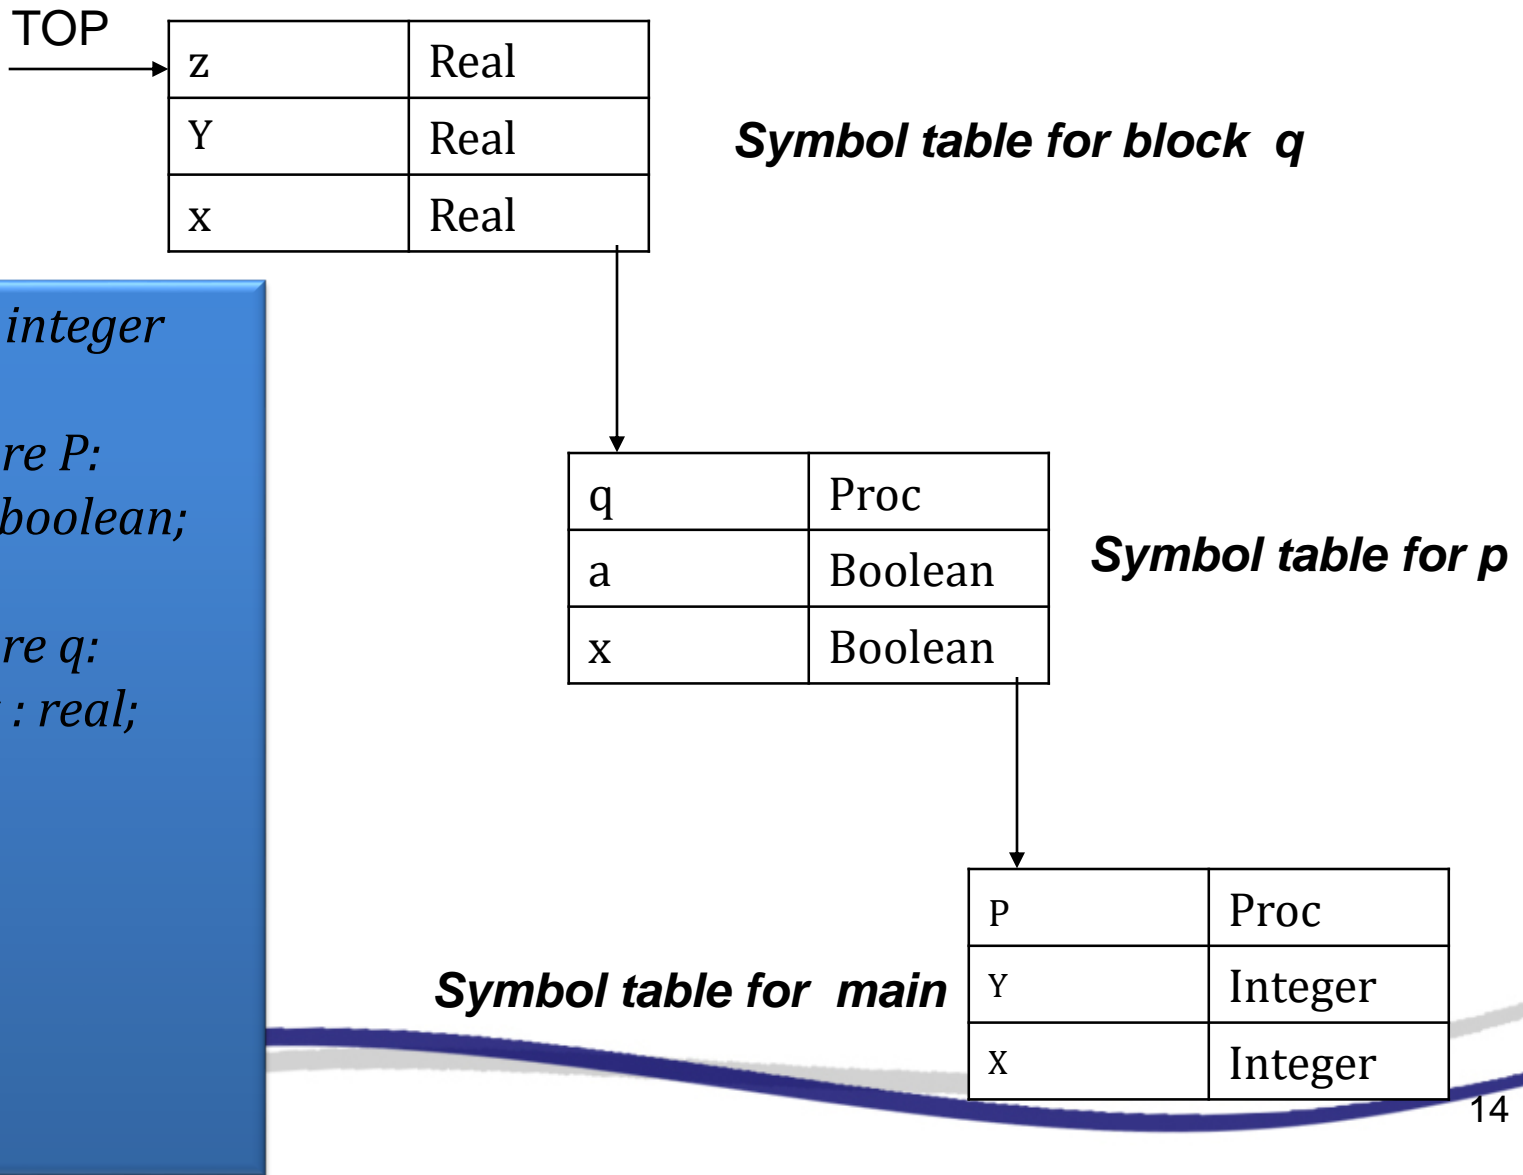 TOP
z Real
Y Real
x Real
Symbol table for block q
integer
re P:
boolean;
re q:
: real;
q Proc
a Boolean
x Boolean
Symbol table for p
Symbol table for main
P Proc
Y Integer
X Integer
14